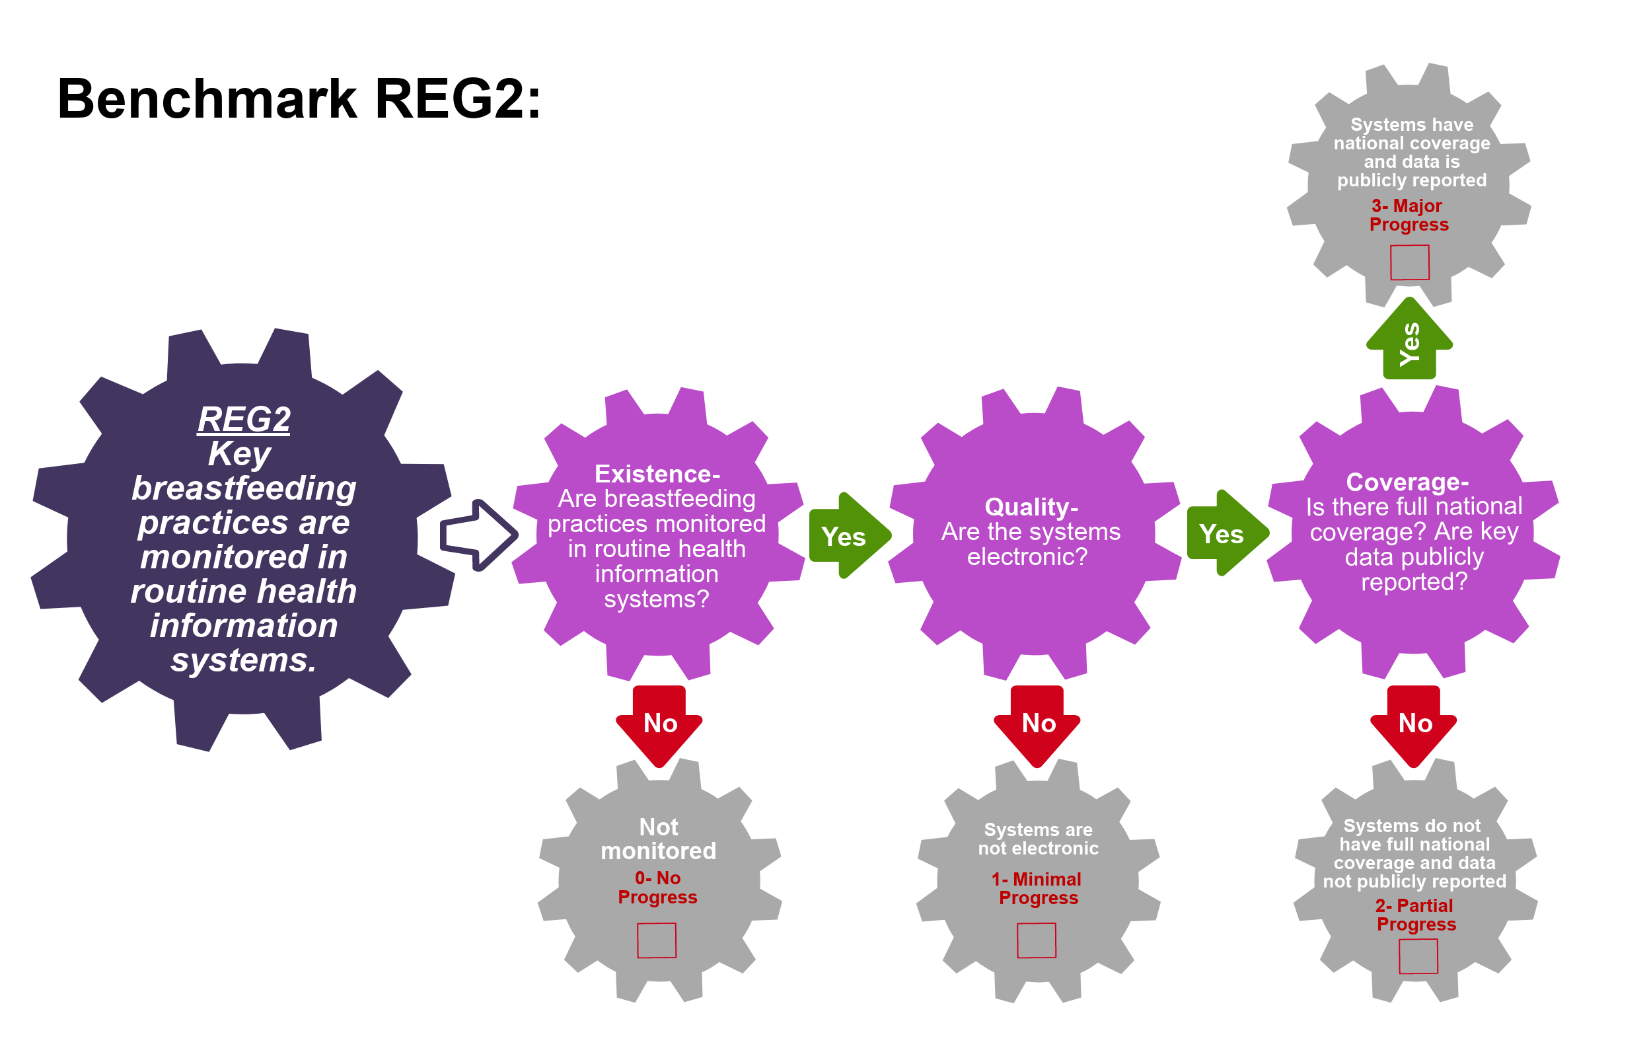 Benchmark REG2:
REG2
Key
breastfeeding
practices are
monitored in
routine health
information
systems.
Existence-
Are breastfeeding
practices monitored
in routine health
information
systems?
Yes
No
Not
monitored
0- No
Progress
Quality-
Are the systems
electronic?
Yes
No
Systems are
not electronic
1- Minimal
Progress
Coverage-
Is there full national
coverage? Are key
data publicly
reported?
Yes
Systems have
national coverage
and data is
publicly reported
3- Major
Progress
No
Systems do not
have full national
coverage and data
not publicly reported
2- Partial
Progress